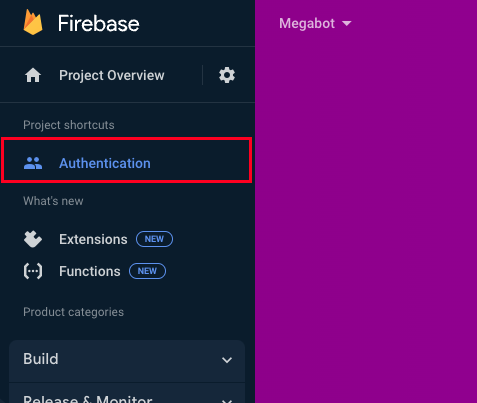 Firebase
Megabot
Project Overview
Project shortcuts
Authentication
What's new
Extensions NEW
Functions NEW
Product categories
Build
Release & Monitor